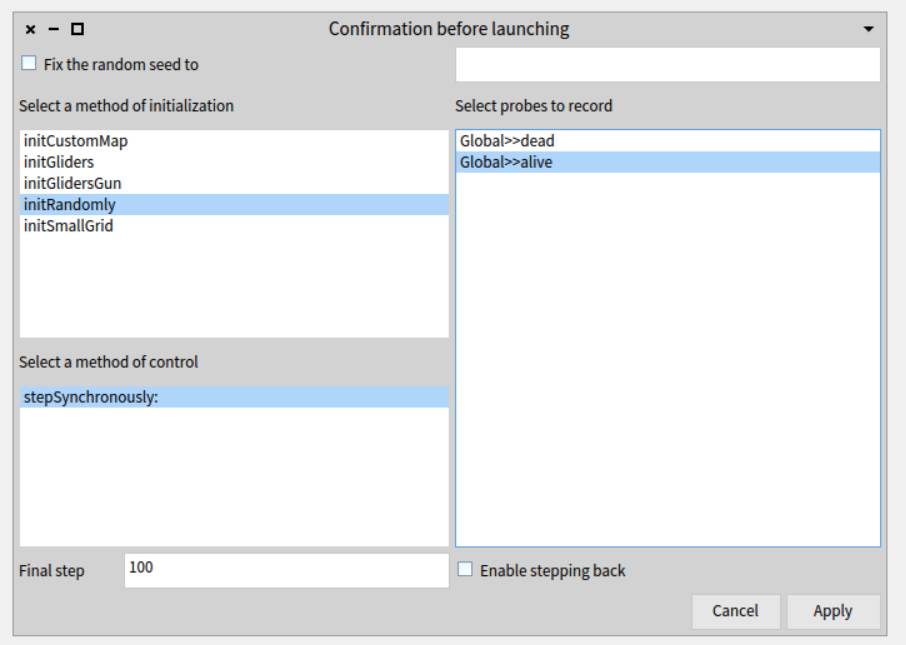 Confirmation before launching
Fix the random seed to
Select a method of initialization
initCustomMap
initGliders
initGlidersGun
initRandomly
initSmallGrid
Select a method of control
stepSynchronously:
Final step
100
Select probes to record
Global>>dead
Global>>alive
Enable stepping back
Cancel
Apply